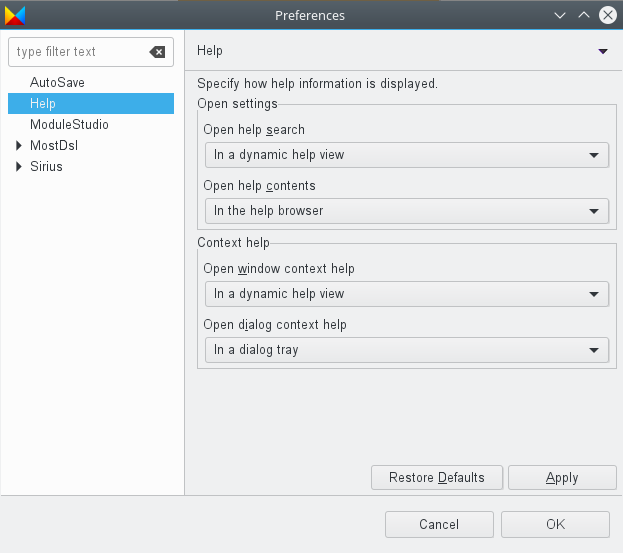 Preferences
type filter text
Help
AutoSave
Help
ModuleStudio
MostDsl
Sirius
Specify how help information is displayed.
Open settings
Open help search
In a dynamic help view
Open help contents
In the help browser
Context help
Open window context help
In a dynamic help view
Open dialog context help
In a dialog tray
Restore Defaults
Apply
Cancel
OK